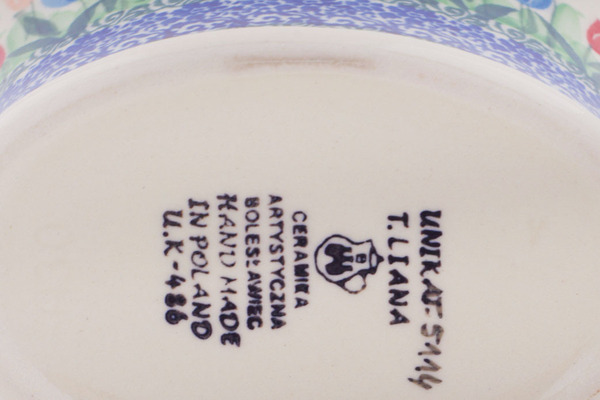 UNIKAT-5114
T. LIANA
CERAMIKA
ARTYSTYCZNA
BOLESŁAWIEC
HAND MADE
IN POLAND
U.K-486